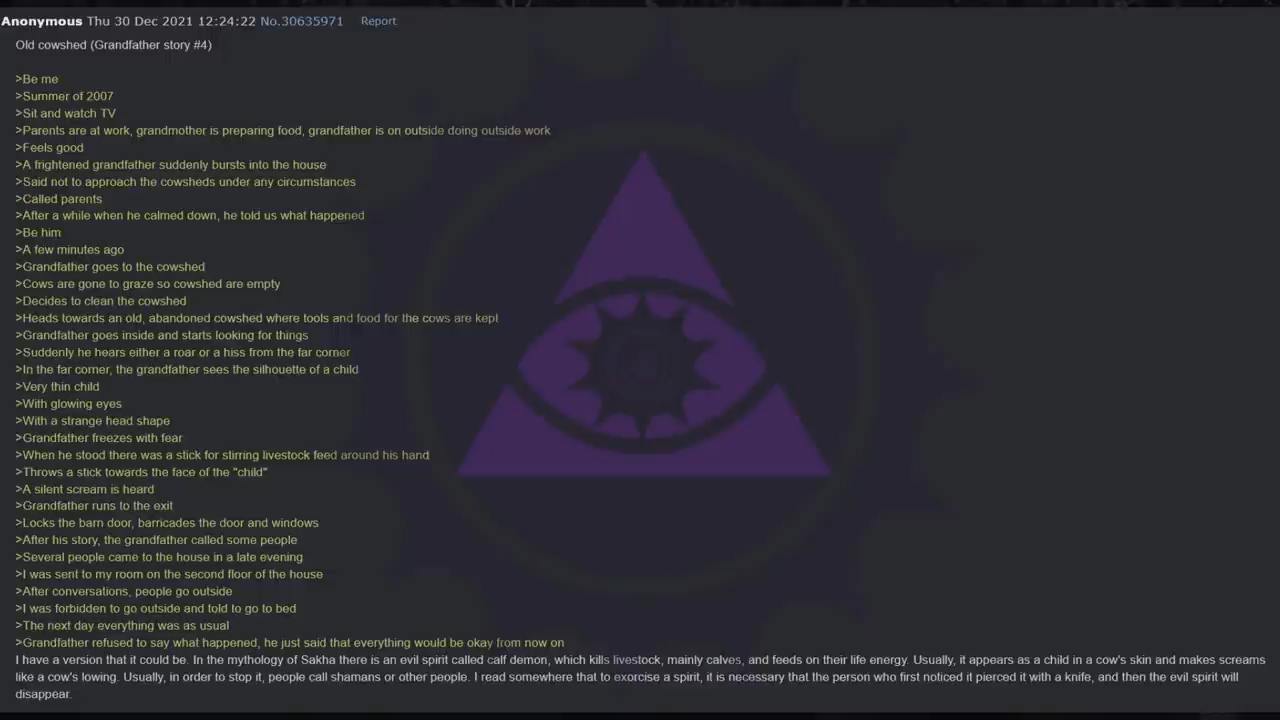 Anonymous Thu 30 Dec 2021 12:24:22 No.30635971 Report
Old cowshed (Grandfather story #4)
>Be me
>Summer of 2007
>Sit and watch TV
>Parents are at work, grandmother is preparing food, grandfather is on outside doing outside work
>Feels good
>A frightened grandfather suddenly bursts into the house
>Said not to approach the cowsheds under any circumstances
>Called parents
>After a while when he calmed down, he told us what happened
>Be him
>A few minutes ago
>Grandfather goes to the cowshed
>Cows are gone to graze so cowshed are empty
>Decides to clean the cowshed
>Heads towards an old, abandoned cowshed where tools and food for the cows are kept
>Grandfather goes inside and starts looking for things
>Suddenly he hears either a roar or a hiss from the far corner
>In the far corner, the grandfather sees the silhouette of a child
>Very thin child
>With glowing eyes
>With a strange head shape
>Grandfather freezes with fear
>When he stood there was a stick for stirring livestock feed around his hand
>Throws a stick towards the face of the "child"
>A silent scream is heard
>Grandfather runs to the exit
>Locks the barn door, barricades the door and windows
>After his story, the grandfather called some people
>Several people came to the house in a late evening
>I was sent to my room on the second floor of the house
>After conversations, people go outside
>I was forbidden to go outside and told to go to bed
>The next day everything was as usual
>Grandfather refused to say what happened, he just said that everything would be okay from now on
I have a version that it could be. In the mythology of Sakha there is an evil spirit called calf demon, which kills livestock, mainly calves, and feeds on their life energy. Usually, it appears as a child in a cow's skin and makes screams
like a cow's lowing. Usually, in order to stop it, people call shamans or other people. I read somewhere that to exorcise a spirit, it is necessary that the person who first noticed it pierced it with a knife, and then the evil spirit will
disappear.